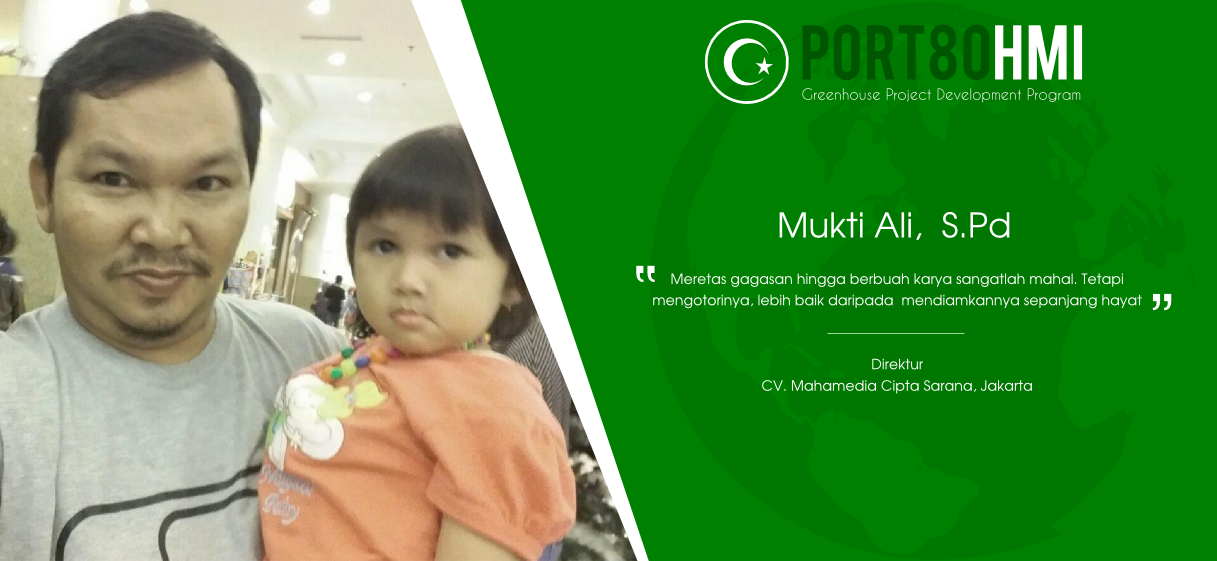 PORT80HMI
Greenhouse Project Development Program
Mukti Ali,  S.Pd
“ Meretas gagasan hingga berbuah karya sangatlah mahal. Tetapi
mengotorinya, lebih baik daripada  mendiamkannya sepanjang hayat ”
Direktur
CV. Mahamedia Cipta Sarana, Jakarta